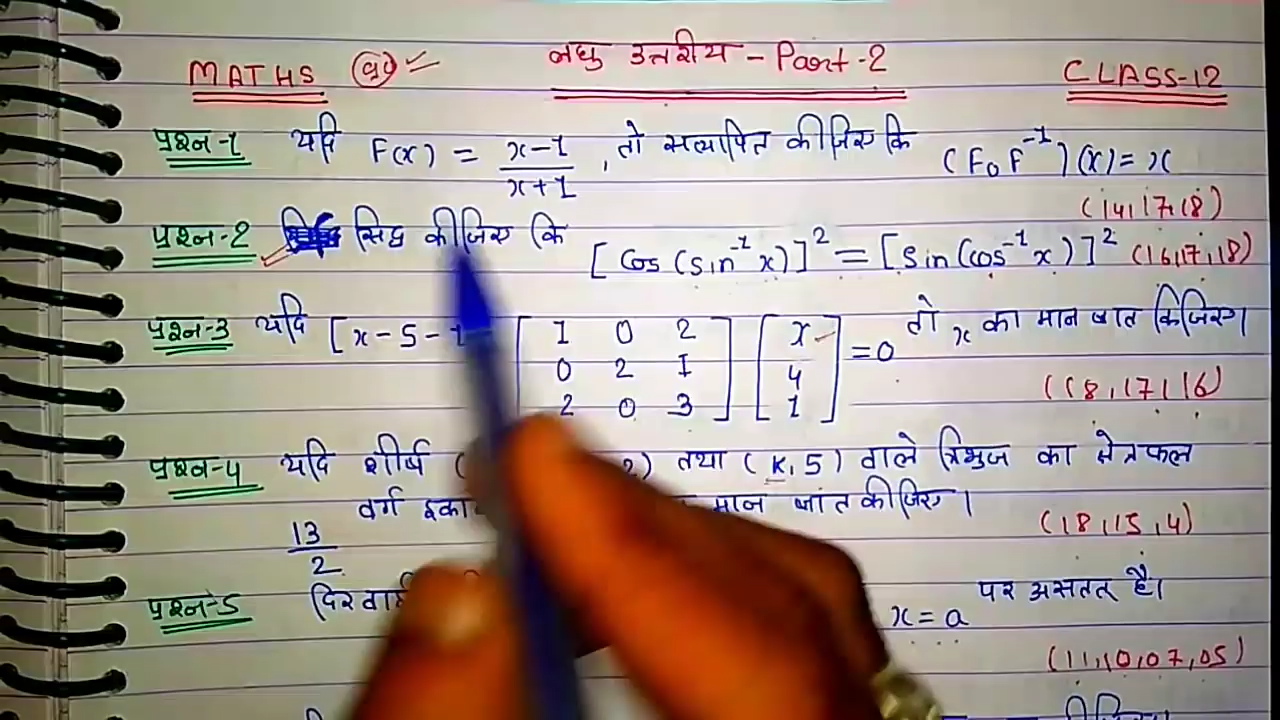 MATHS लघु उत्तरीय - Part-2 CLASS-12
प्रश्न-1 यदि F(x) = x-1/x+1 , तो सत्यापित कीजिए कि (FoF⁻¹)(x) = x
(14,17,18)
प्रश्न-2 सिद्ध कीजिए कि [Cos(sin⁻¹x)]² = [sin(cos⁻¹x)]² (16,17,18)
प्रश्न-3 यदि [x-5-1 [1 0 2 / 0 2 1 / 2 0 3] [x / 4 / 1] = 0 तो x का मान ज्ञात किजिए।
(18,17,16)
प्रश्न-4 यदि शीर्ष ( 2) तथा (K,5) वाले त्रिभुज का क्षेत्रफल
13/2 वर्ग मान ज्ञात कीजिए।
(18,15,4)
प्रश्न-5 x=a पर असतत् है।
(11,10,07,05)